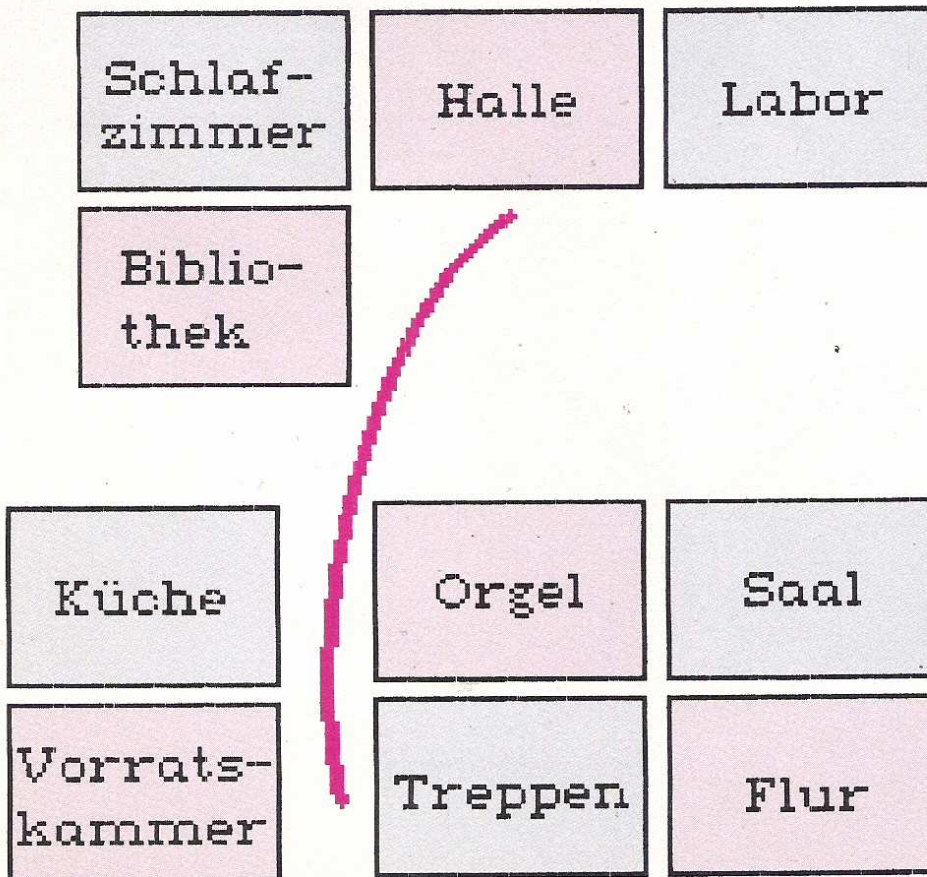 Schlaf-
zimmer
Halle
Labor
Biblio-
thek
Küche
Orgel
Saal
Vorrats-
kammer
Treppen
Flur